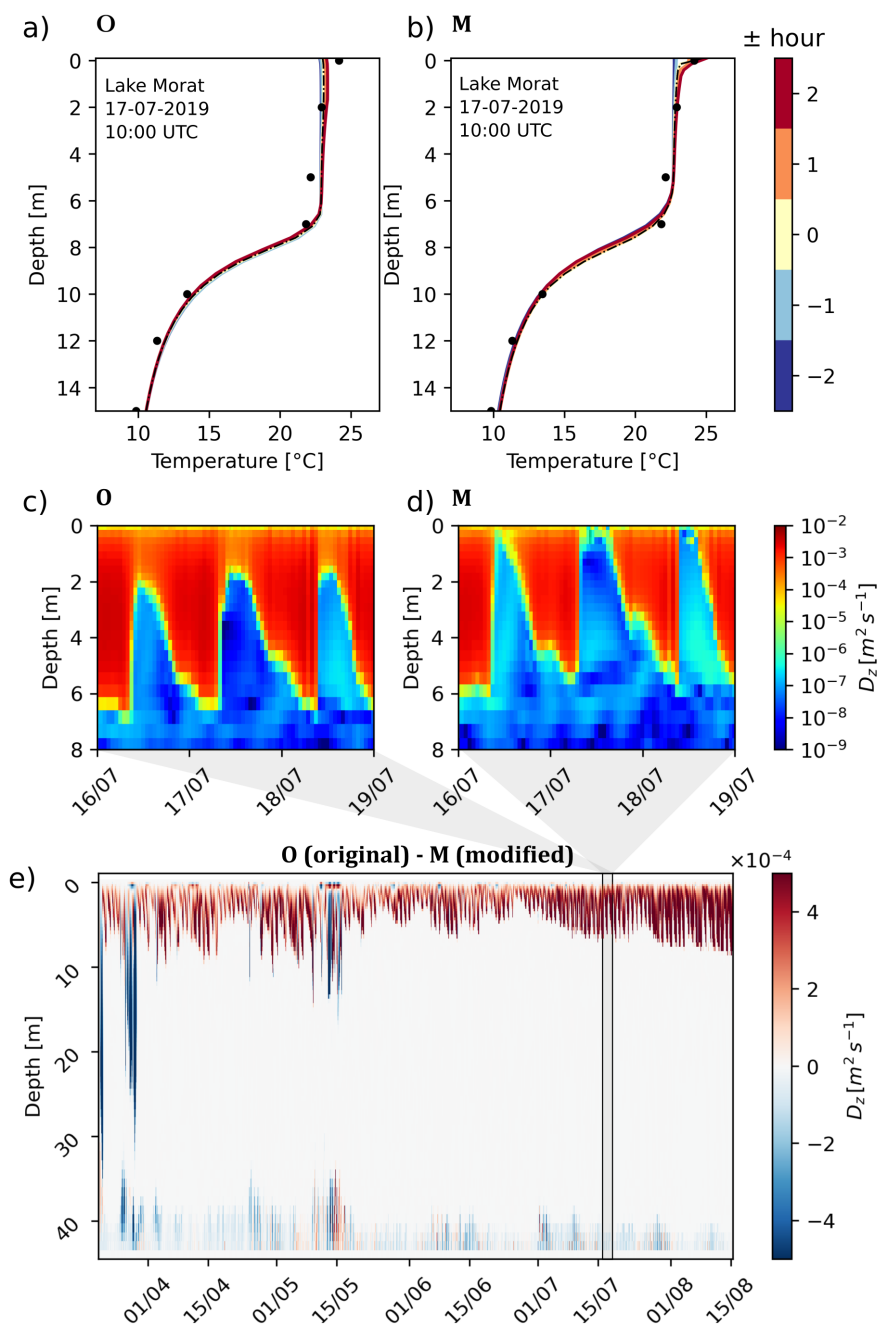 a) O
b) M
± hour
Lake Morat
17-07-2019
10:00 UTC
Lake Morat
17-07-2019
10:00 UTC
0
2
4
6
8
10
12
14
Depth [m]
10 15 20 25
Temperature [°C]
0
2
4
6
8
10
12
14
Depth [m]
10 15 20 25
Temperature [°C]
2
1
0
−1
−2
c) O
d) M
0
2
4
6
8
Depth [m]
16/07 17/07 18/07 19/07
0
2
4
6
8
Depth [m]
16/07 17/07 18/07 19/07
10⁻²
10⁻³
10⁻⁴
10⁻⁵
10⁻⁶
10⁻⁷
10⁻⁸
10⁻⁹
D_z [m² s⁻¹]
O (original) - M (modified)
e)
×10⁻⁴
0
10
20
30
40
Depth [m]
01/04 15/04 01/05 15/05 01/06 15/06 01/07 15/07 01/08 15/08
4
2
0
−2
−4
D_z [m² s⁻¹]